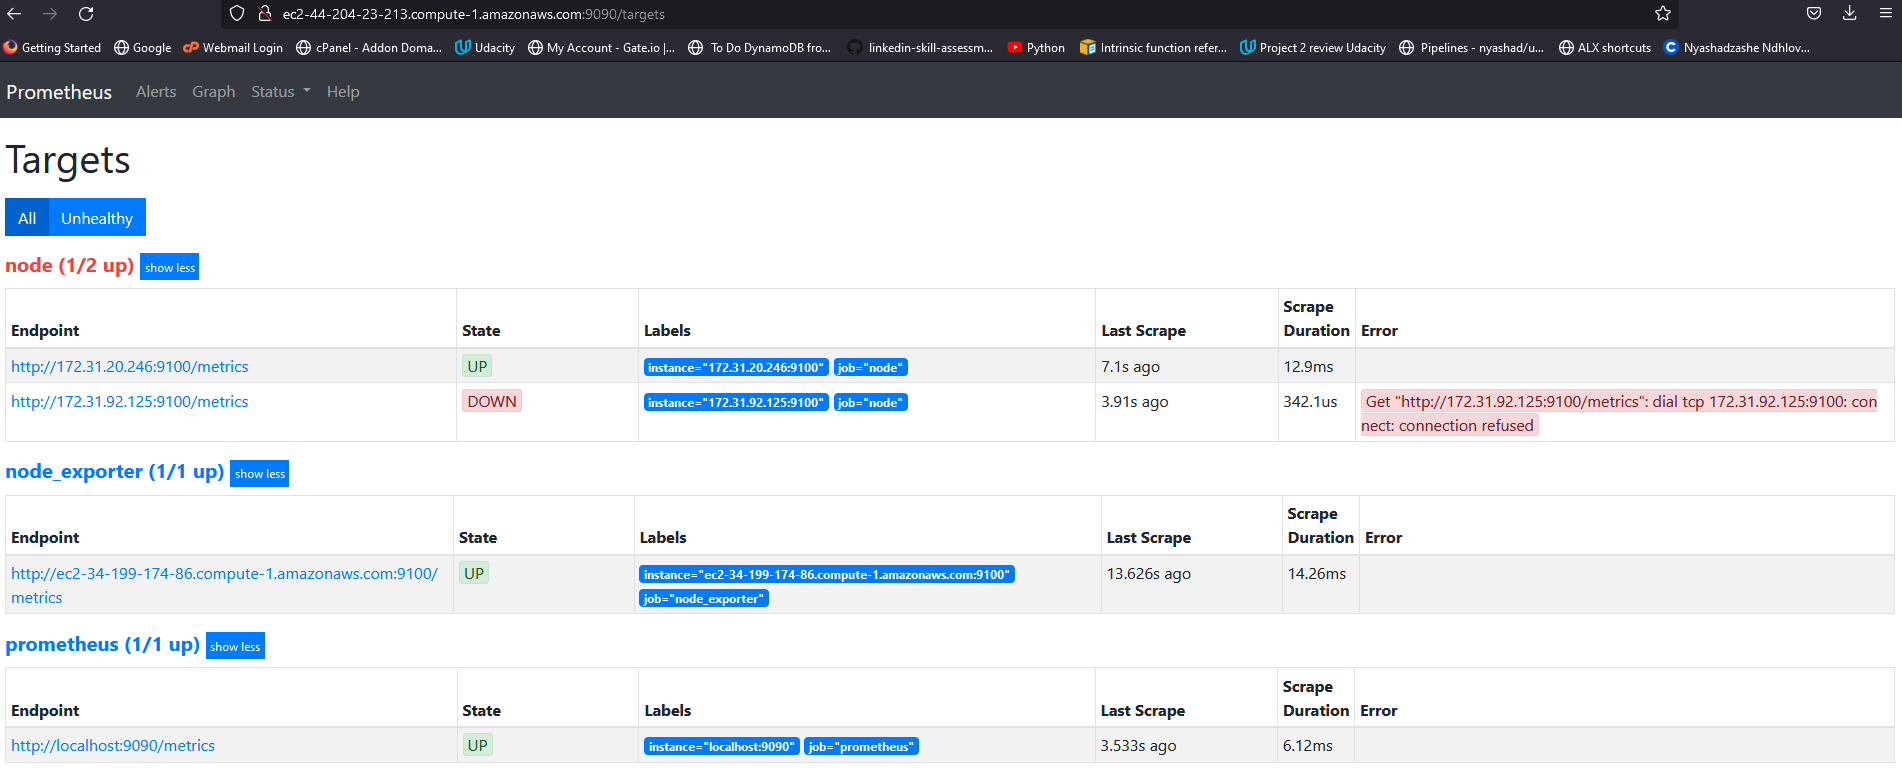 ec2-44-204-23-213.compute-1.amazonaws.com:9090/targets
Getting Started Google Webmail Login cPanel - Addon Doma... Udacity My Account - Gate.io |... To Do DynamoDB fro... linkedin-skill-assessm... Python Intrinsic function refer... Project 2 review Udacity Pipelines - nyashad/u... ALX shortcuts Nyashadzashe Ndhlov...
Prometheus Alerts Graph Status Help
Targets
All Unhealthy
node (1/2 up) show less
Endpoint State Labels Last Scrape Scrape Duration Error
http://172.31.20.246:9100/metrics UP instance="172.31.20.246:9100" job="node" 7.1s ago 12.9ms
http://172.31.92.125:9100/metrics DOWN instance="172.31.92.125:9100" job="node" 3.91s ago 342.1us Get "http://172.31.92.125:9100/metrics": dial tcp 172.31.92.125:9100: con
nect: connection refused
node_exporter (1/1 up) show less
Endpoint State Labels Last Scrape Scrape Duration Error
http://ec2-34-199-174-86.compute-1.amazonaws.com:9100/ UP instance="ec2-34-199-174-86.compute-1.amazonaws.com:9100" 13.626s ago 14.26ms
metrics job="node_exporter"
prometheus (1/1 up) show less
Endpoint State Labels Last Scrape Scrape Duration Error
http://localhost:9090/metrics UP instance="localhost:9090" job="prometheus" 3.533s ago 6.12ms